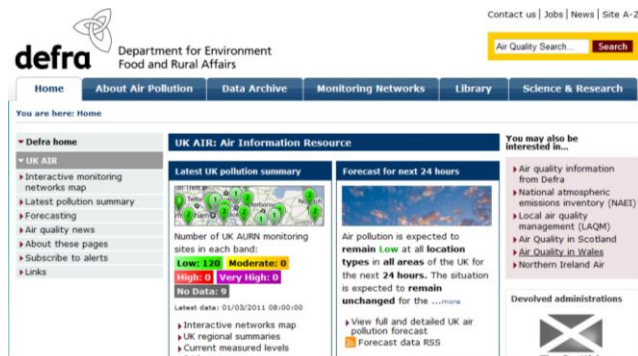 Contact us | Jobs | News | Site A-Z
defra
Department for Environment
Food and Rural Affairs
Air Quality Search...
Search
Home
About Air Pollution
Data Archive
Monitoring Networks
Library
Science & Research
You are here: Home
Defra home
UK AIR
Interactive monitoring
networks map
Latest pollution summary
Forecasting
Air quality news
About these pages
Subscribe to alerts
Links
UK AIR: Air Information Resource
Latest UK pollution summary
Number of UK AURN monitoring
sites in each band:
Low: 120 Moderate: 0
High: 0 Very High: 0
No Data: 9
Latest data: 01/03/2011 08:00:00
Interactive networks map
UK regional summaries
Current measured levels
Forecast for next 24 hours
Air pollution is expected to
remain Low at all location
types in all areas of the UK for
the next 24 hours. The situation
is expected to remain
unchanged for the ...more
View full and detailed UK air
pollution forecast
Forecast data RSS
You may also be
interested in...
Air quality information
from Defra
National atmospheric
emissions inventory (NAEI)
Local air quality
management (LAQM)
Air Quality in Scotland
Air Quality in Wales
Northern Ireland Air
Devolved administrations